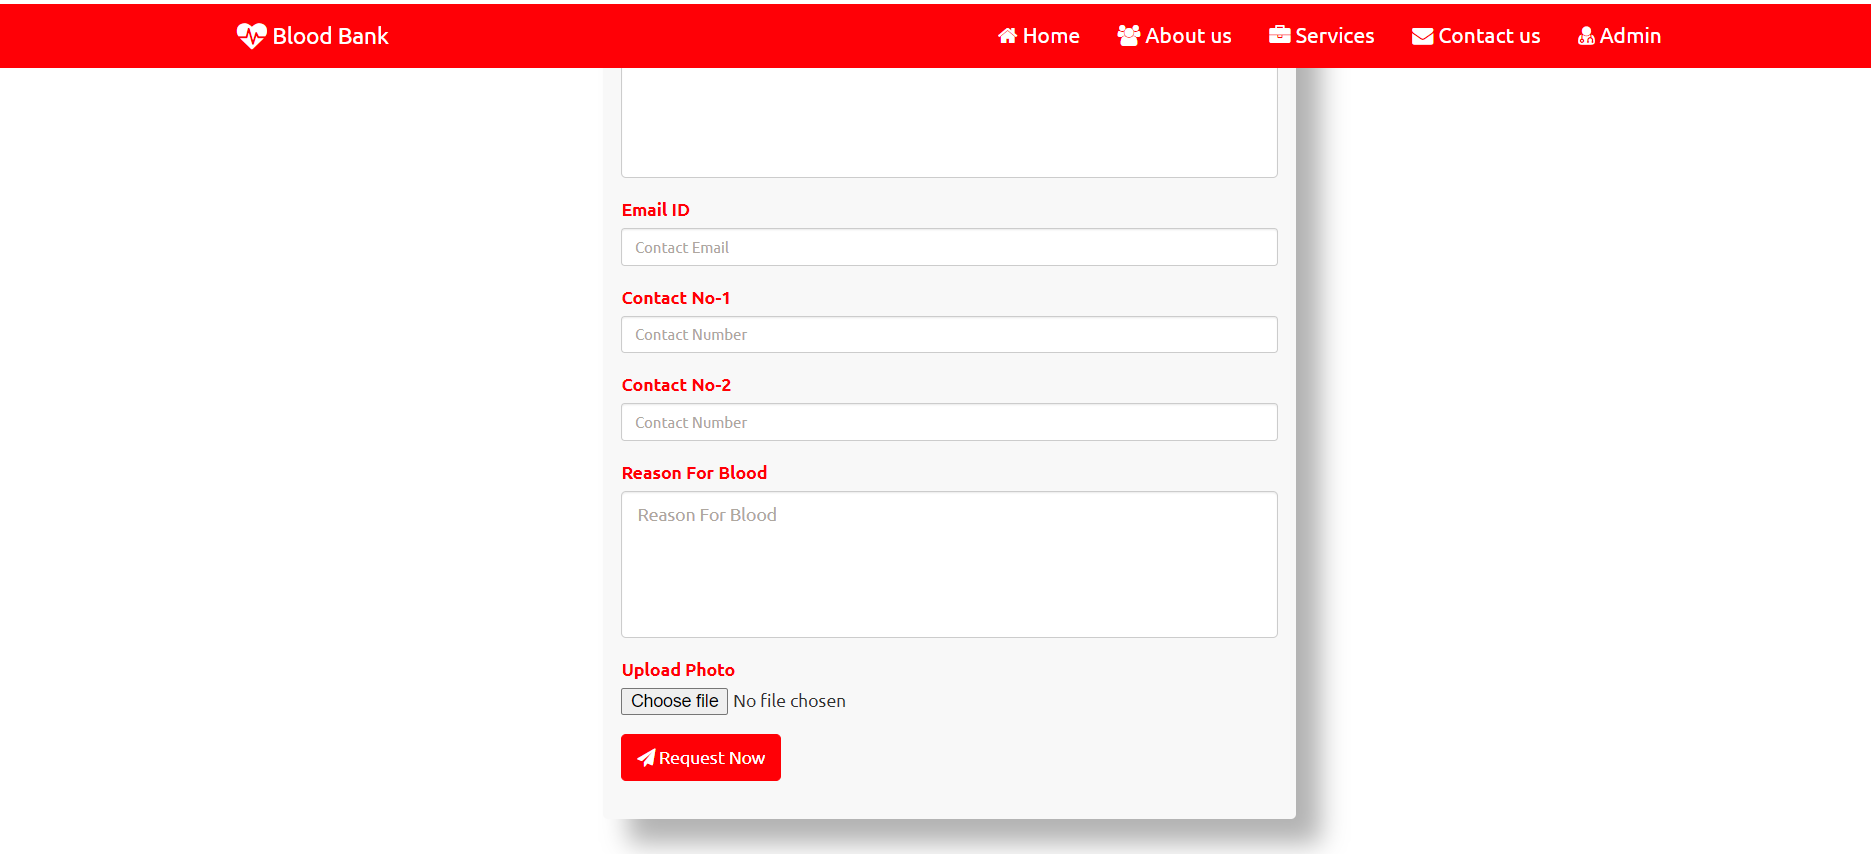 Blood Bank Home About us Services Contact us Admin
Email ID
Contact Email
Contact No-1
Contact Number
Contact No-2
Contact Number
Reason For Blood
Reason For Blood
Upload Photo
Choose file No file chosen
Request Now